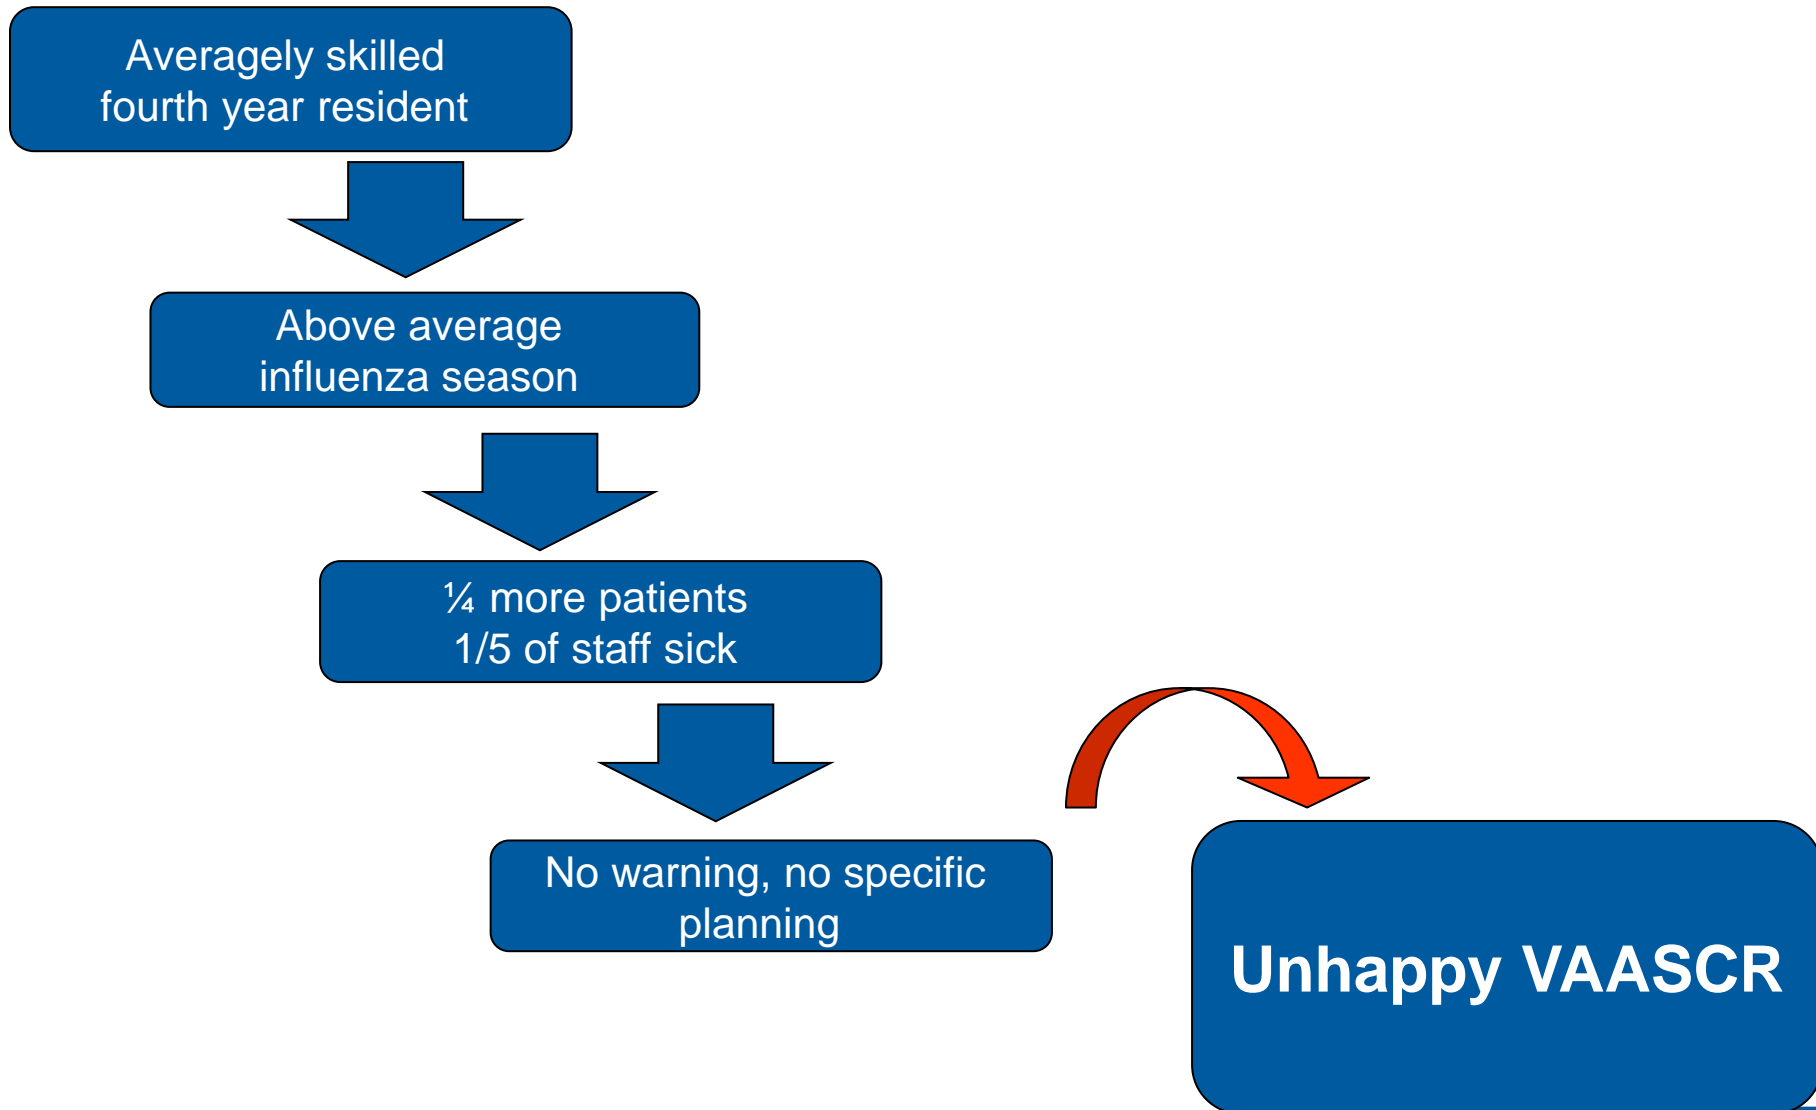 Averagely skilled
fourth year resident
Above average
influenza season
¼ more patients
1/5 of staff sick
No warning, no specific
planning
Unhappy VAASCR